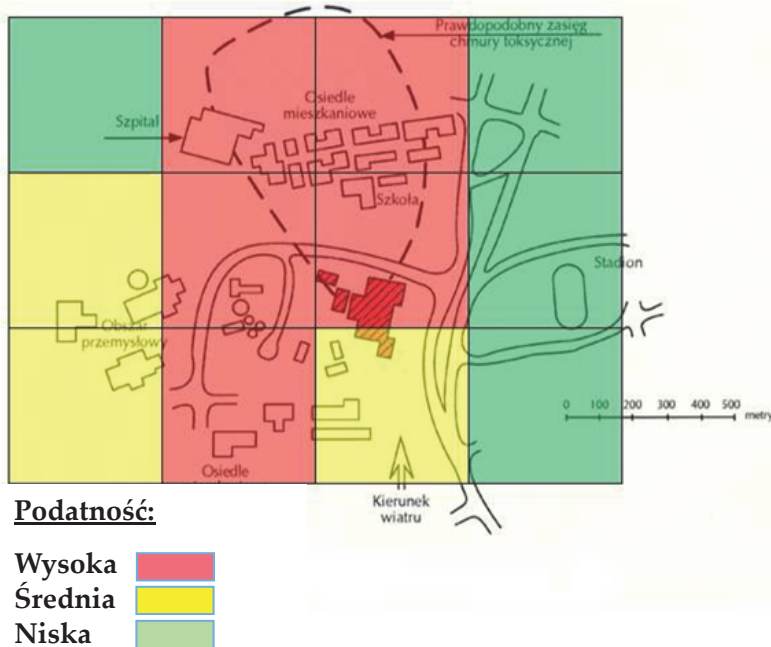 Prawdopodobny zasięg
chmury toksycznej
Osiedle
mieszkaniowe
Szpital
Szkoła
Stadion
Obszar
przemysłowy
0 100 200 300 400 500
metry
Osiedle
Kierunek
wiatru
Podatność:
Wysoka
Średnia
Niska